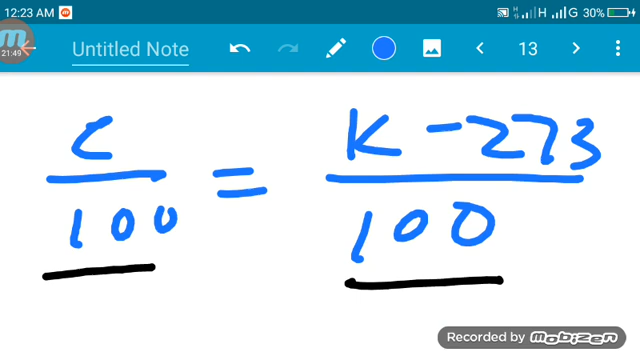 12:23 AM H H G 30%
21:49 Untitled Note 13
C/100 = K - 273/100
Recorded by mobizen